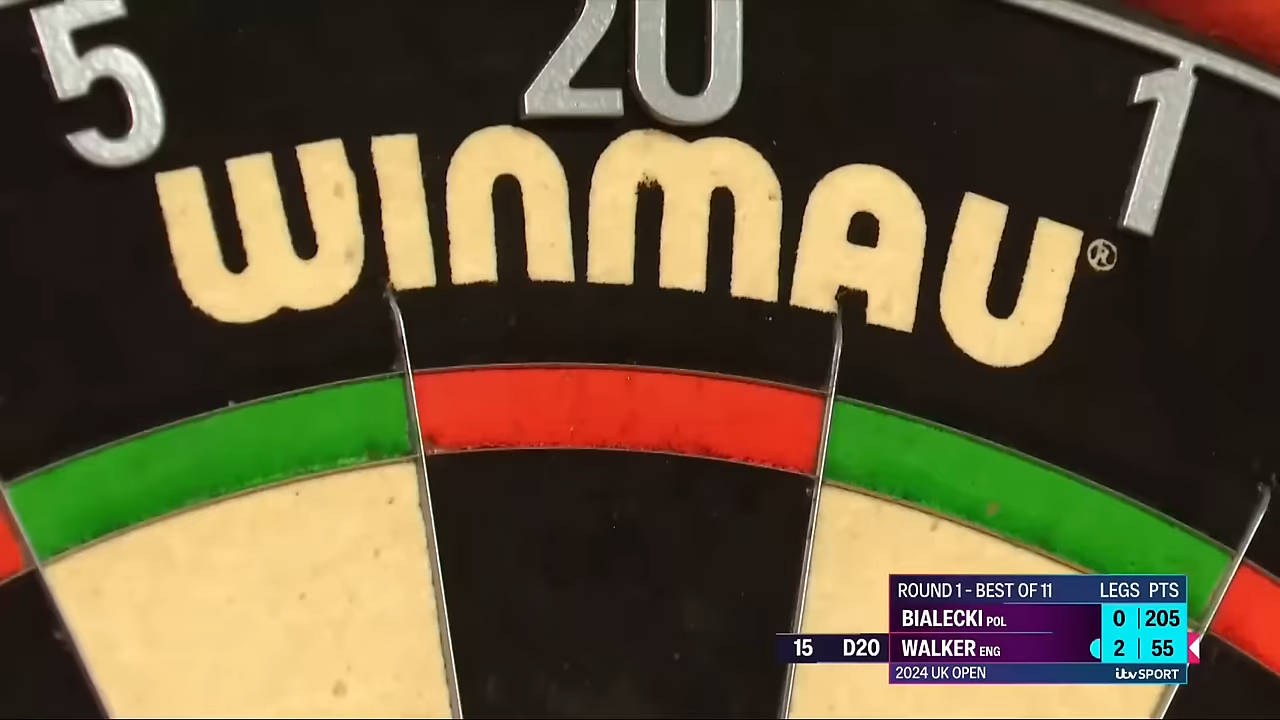 5 20 1
WINMAU®
ROUND 1 - BEST OF 11 LEGS PTS
BIALECKI POL 0 205
15 D20 WALKER ENG 2 55
2024 UK OPEN itv SPORT